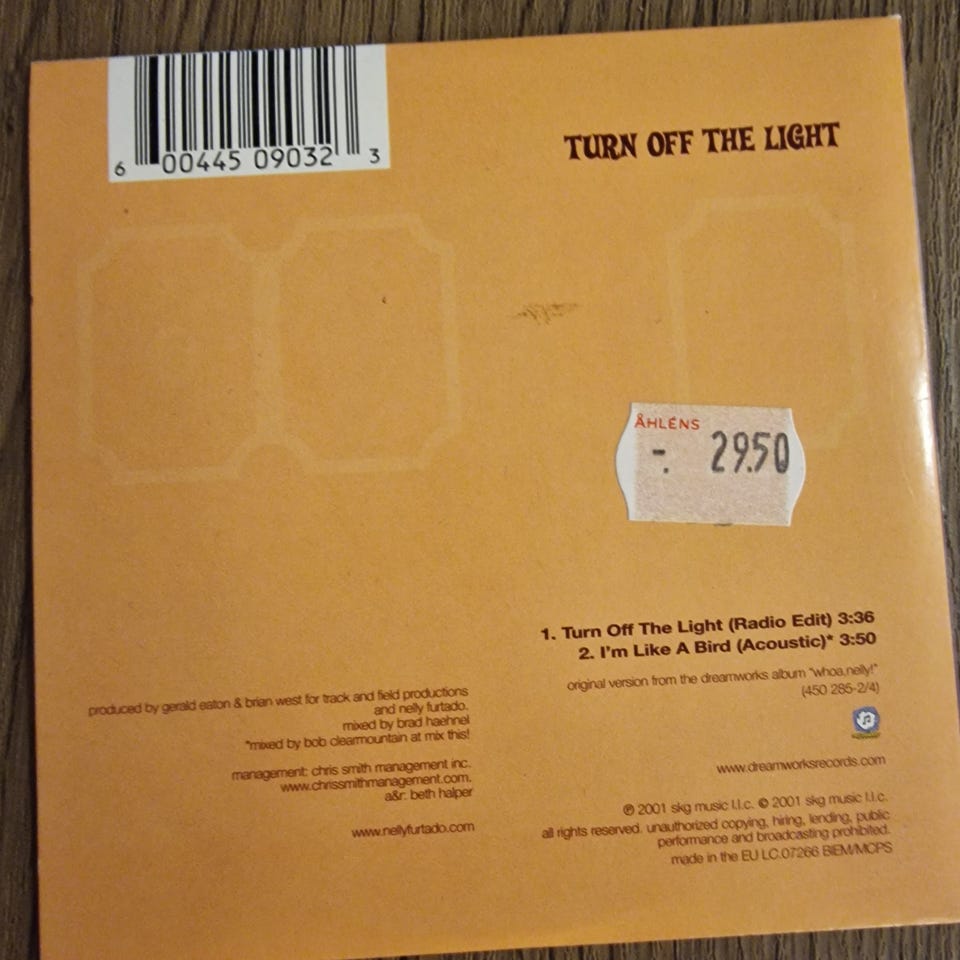 6 00445 09032 3
TURN OFF THE LIGHT
ÅHLÉNS
-. 29.50
1. Turn Off The Light (Radio Edit) 3:36
2. I'm Like A Bird (Acoustic)* 3:50
original version from the dreamworks album "whoa,nelly!"
(450 285-2/4)
produced by gerald eaton & brian west for track and field productions
and nelly furtado.
mixed by brad haehnel
*mixed by bob clearmountain at mix this!
management: chris smith management inc.
www.chrissmithmanagement.com.
a&r: beth halper
www.nellyfurtado.com
www.dreamworksrecords.com
℗ 2001 skg music l.l.c. © 2001 skg music l.l.c.
all rights reserved. unauthorized copying, hiring, lending, public
performance and broadcasting prohibited.
made in the EU LC.07266 BIEM/MCPS